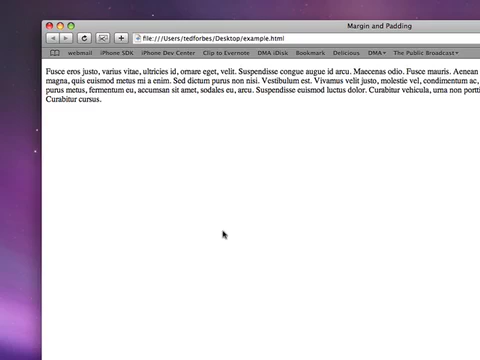 Margin and Padding
file:///Users/tedforbes/Desktop/example.html
webmail iPhone SDK iPhone Dev Center Clip to Evernote DMA iDisk Bookmark Delicious DMA The Public Broadcast
Fusce eros justo, varius vitae, ultricies id, ornare eget, velit. Suspendisse congue augue id arcu. Maecenas odio. Fusce mauris. Aenean
magna, quis euismod metus mi a enim. Sed dictum purus non nisi. Vestibulum est. Vivamus velit justo, molestie vel, condimentum ac,
purus metus, fermentum eu, accumsan sit amet, sodales eu, arcu. Suspendisse euismod luctus dolor. Curabitur vehicula, urna non portti
Curabitur cursus.